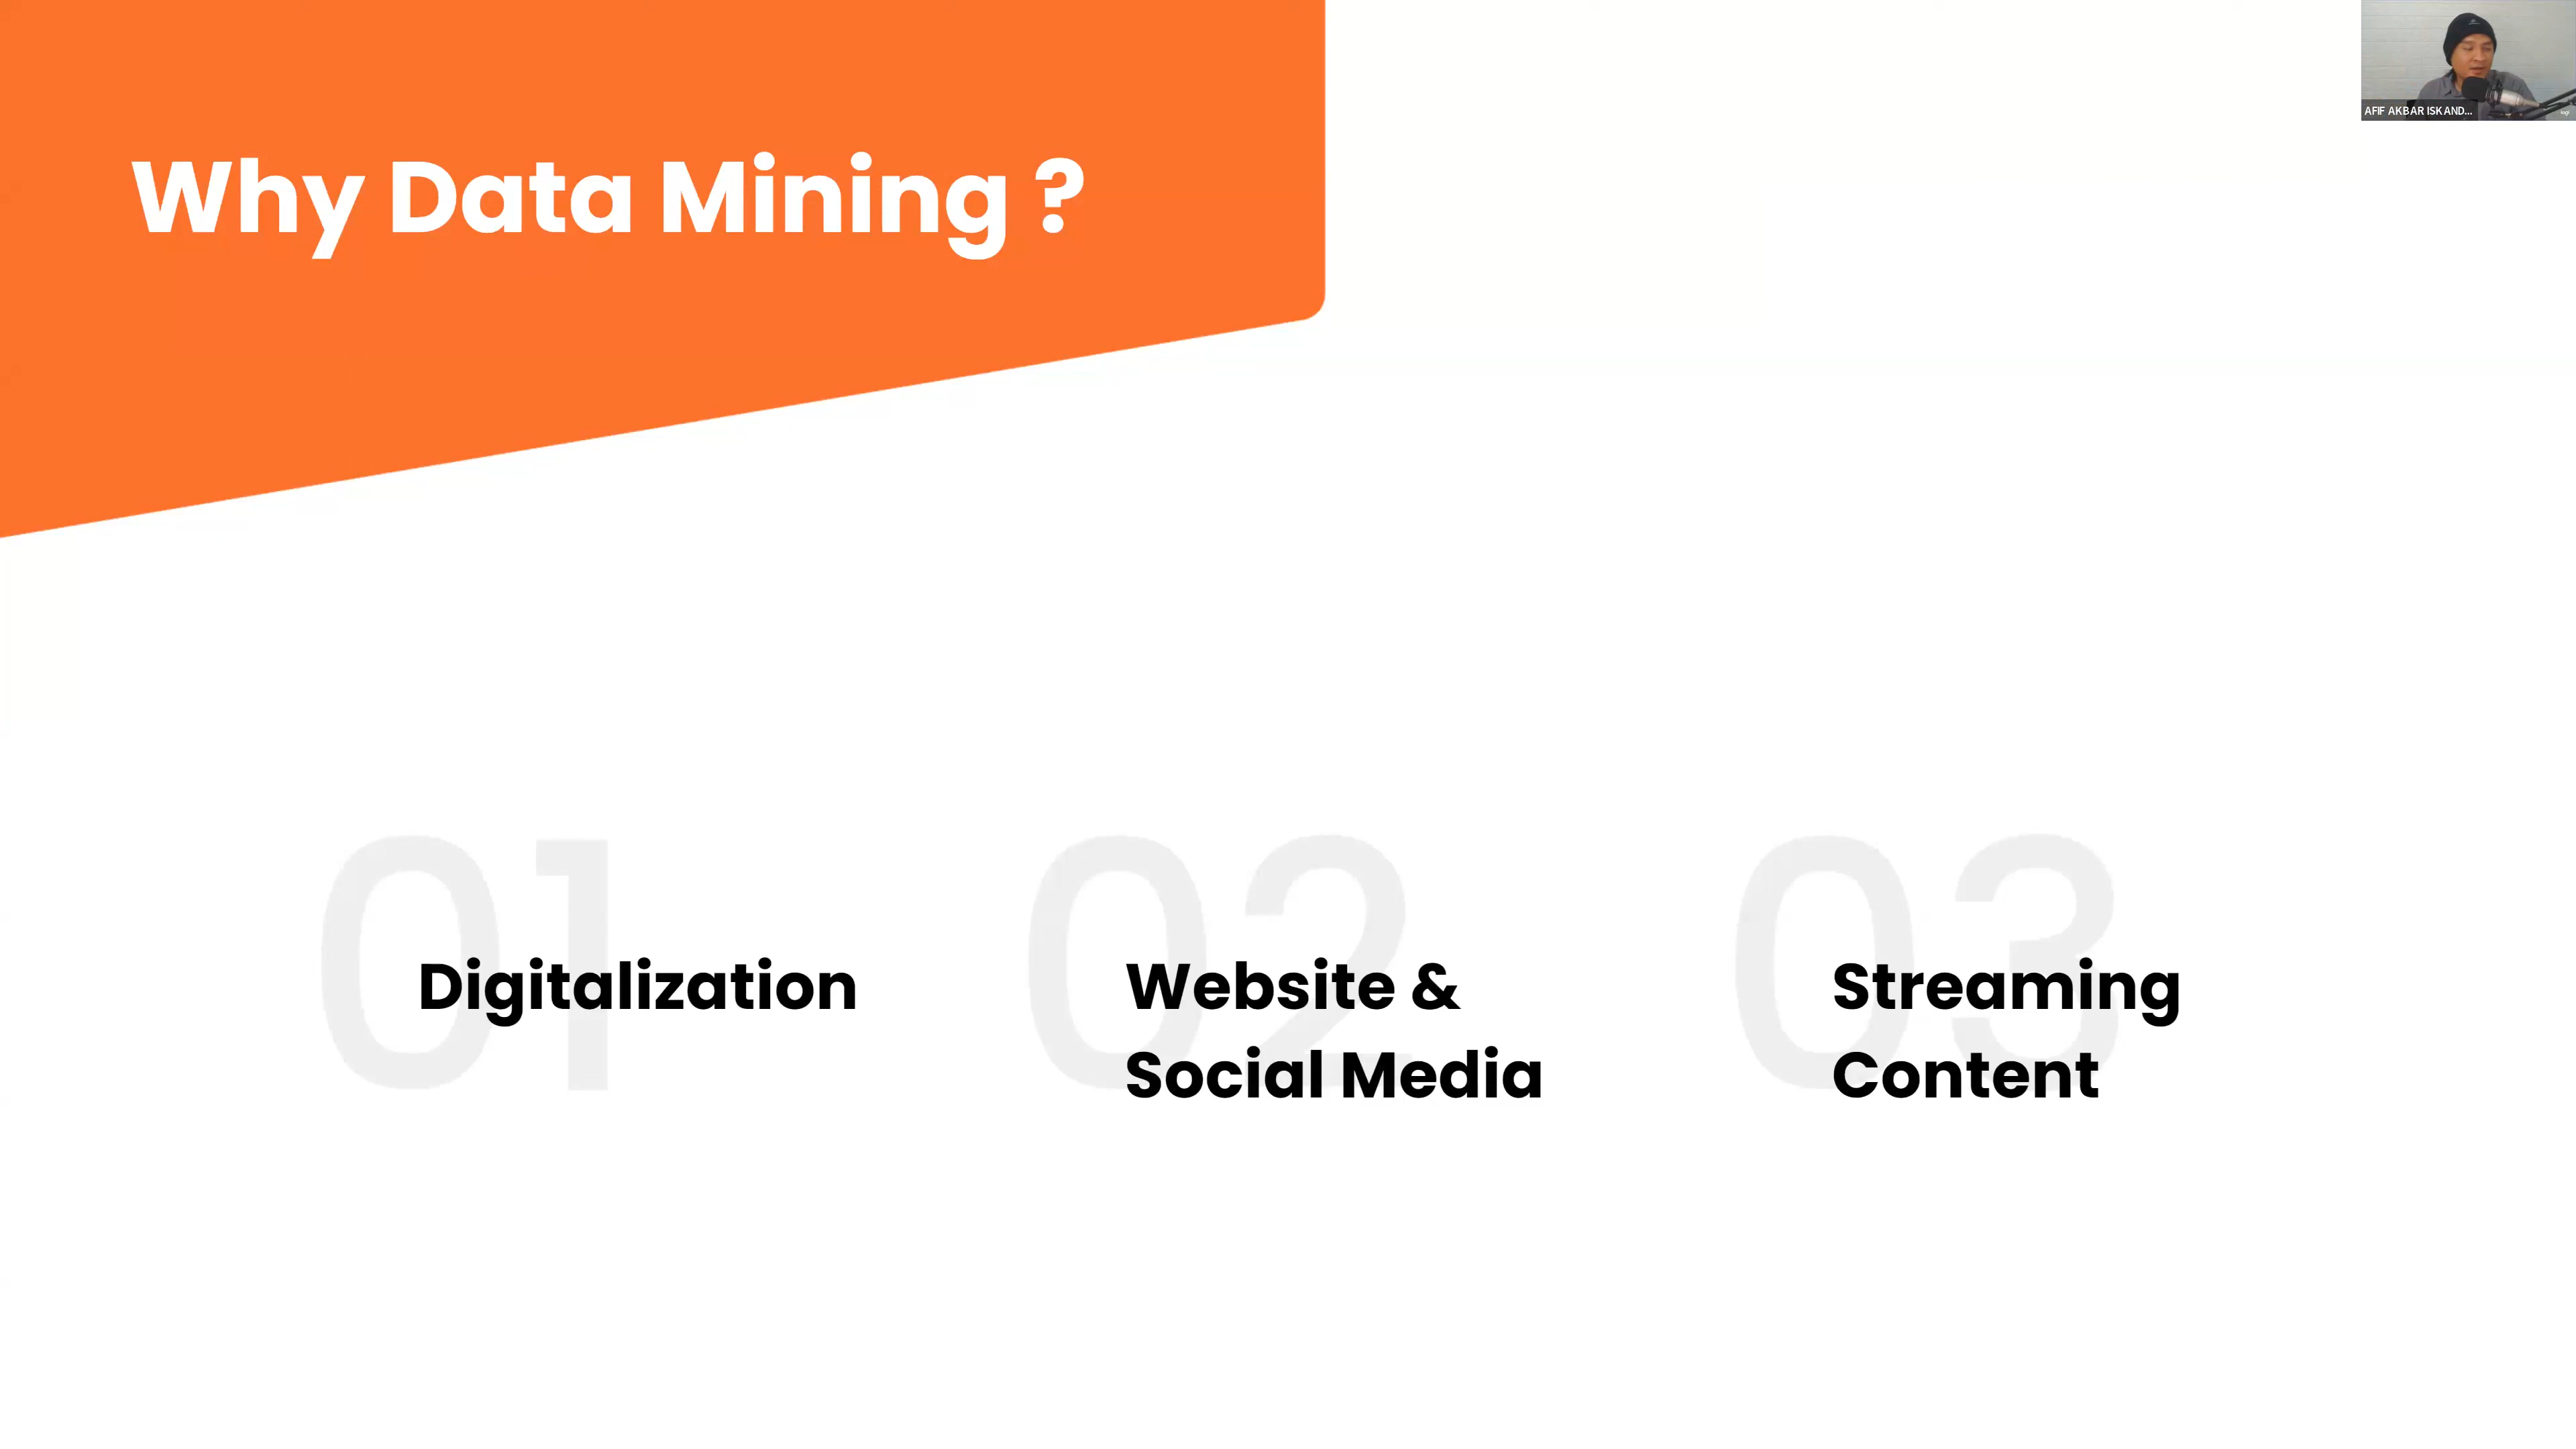 Why Data Mining ?
AFIF AKBAR ISKAND...
01
Digitalization
02
Website &
Social Media
03
Streaming
Content